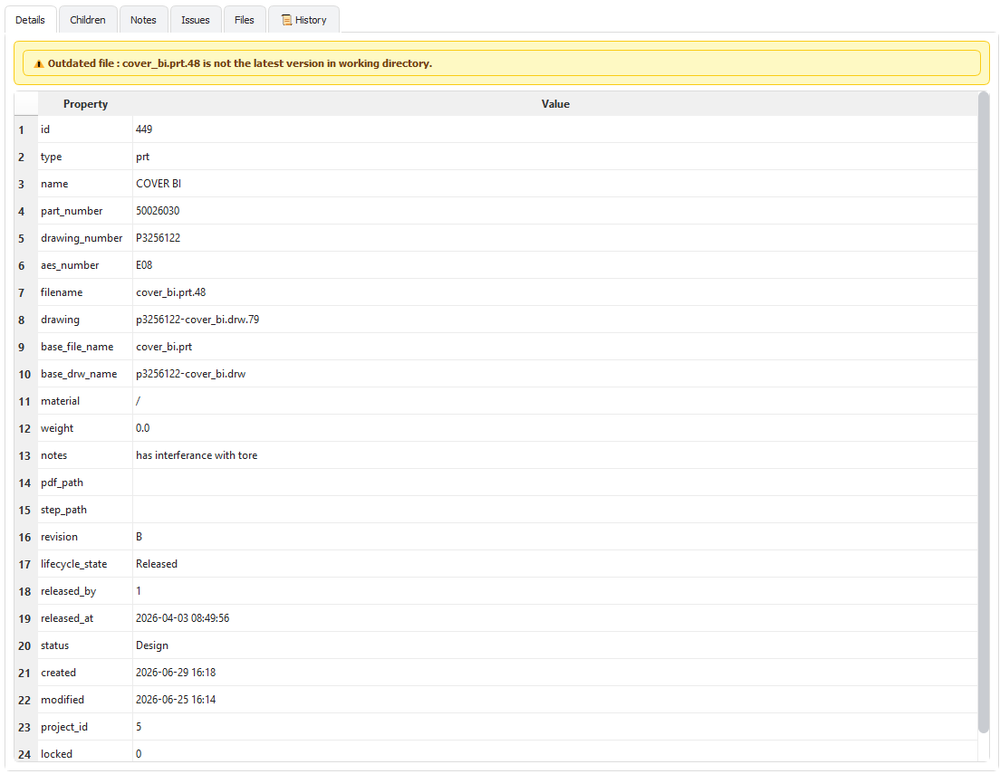 Details Children Notes Issues Files History
Outdated file : cover_bi.prt.48 is not the latest version in working directory.
Property Value
1 id 449
2 type prt
3 name COVER BI
4 part_number 50026030
5 drawing_number P3256122
6 aes_number E08
7 filename cover_bi.prt.48
8 drawing p3256122-cover_bi.drw.79
9 base_file_name cover_bi.prt
10 base_drw_name p3256122-cover_bi.drw
11 material /
12 weight 0.0
13 notes has interferance with tore
14 pdf_path
15 step_path
16 revision B
17 lifecycle_state Released
18 released_by 1
19 released_at 2026-04-03 08:49:56
20 status Design
21 created 2026-06-29 16:18
22 modified 2026-06-25 16:14
23 project_id 5
24 locked 0